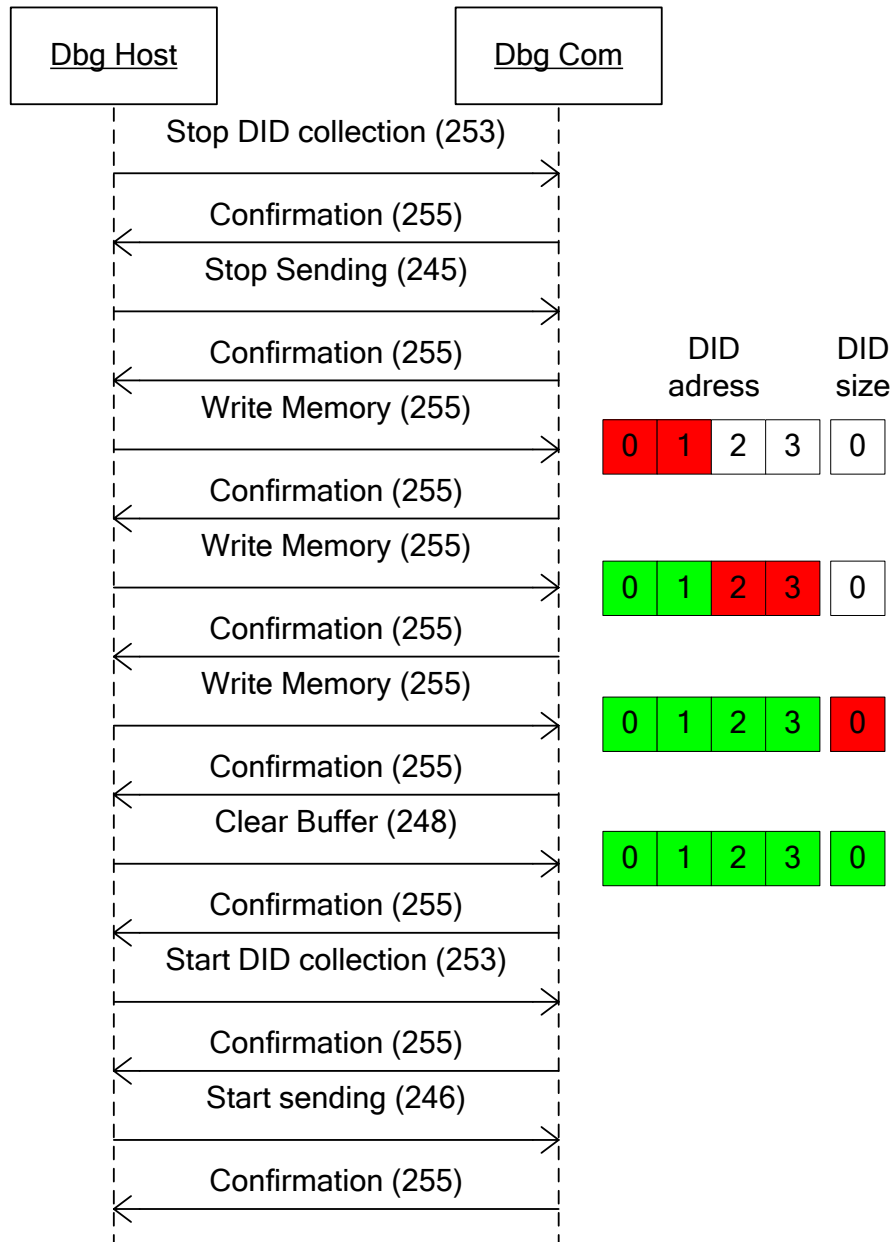 Dbg Host
Dbg Com
Stop DID collection (253)
Confirmation (255)
Stop Sending (245)
Confirmation (255)
DID
adress
DID
size
Write Memory (255)
0 1 2 3 0
Confirmation (255)
Write Memory (255)
0 1 2 3 0
Confirmation (255)
Write Memory (255)
0 1 2 3 0
Confirmation (255)
Clear Buffer (248)
0 1 2 3 0
Confirmation (255)
Start DID collection (253)
Confirmation (255)
Start sending (246)
Confirmation (255)